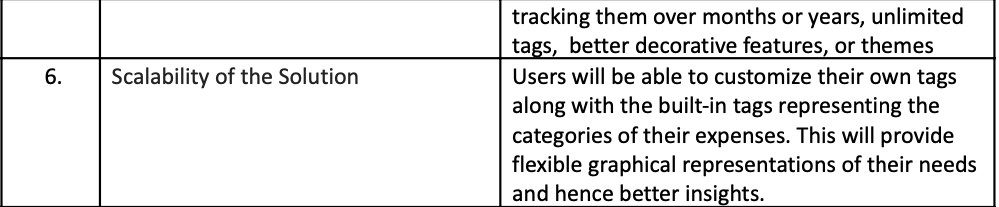 tracking them over months or years, unlimited
tags,  better decorative features, or themes
6.
Scalability of the Solution
Users will be able to customize their own tags
along with the built-in tags representing the
categories of their expenses. This will provide
flexible graphical representations of their needs
and hence better insights.